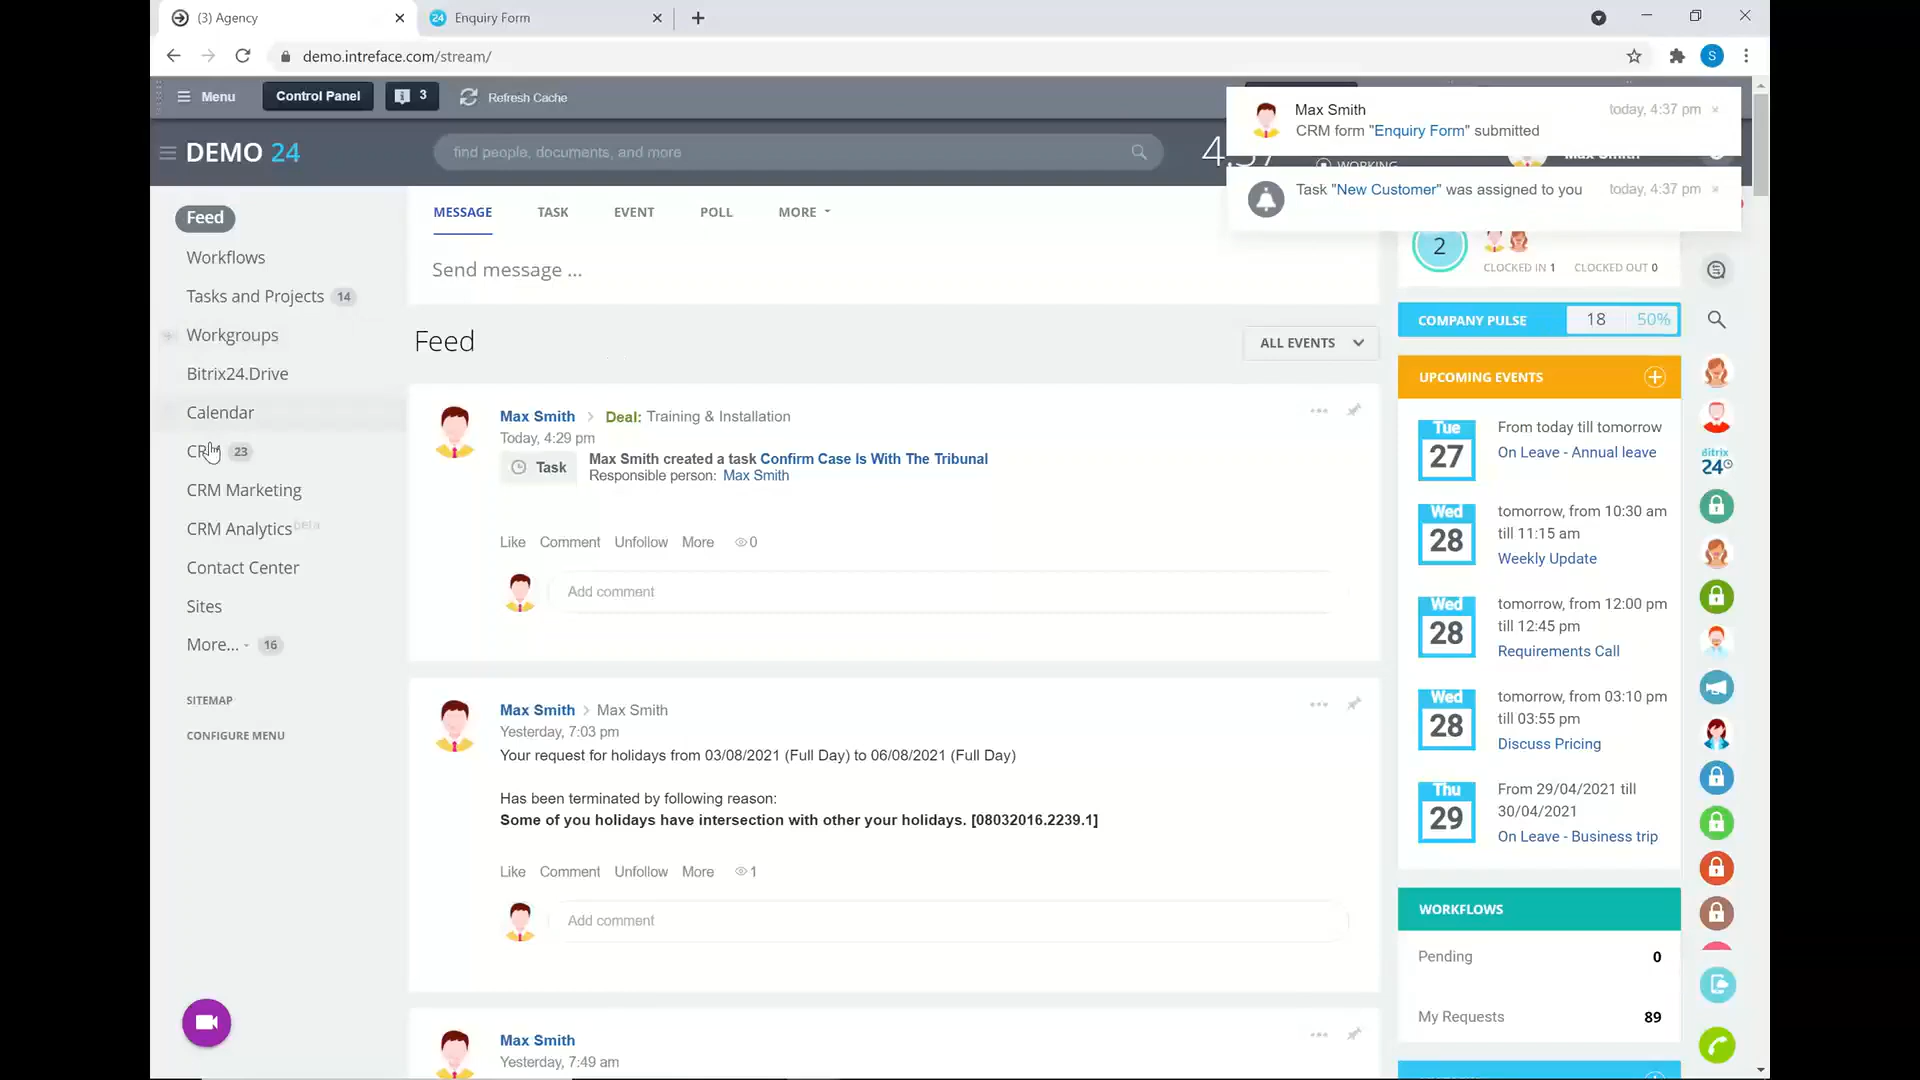 (3) Agency
24 Enquiry Form
demo.intreface.com/stream/
S
Menu
Control Panel
3
Refresh Cache
DEMO 24
find people, documents, and more
Max Smith
today, 4:37 pm
CRM form "Enquiry Form" submitted
Task "New Customer" was assigned to you
today, 4:37 pm
Feed
Workflows
Tasks and Projects 14
Workgroups
Bitrix24.Drive
Calendar
23
CRM Marketing
CRM Analytics beta
Contact Center
Sites
More... 16
SITEMAP
CONFIGURE MENU
MESSAGE TASK EVENT POLL MORE
Send message ...
Feed
ALL EVENTS
Max Smith > Deal: Training & Installation
Today, 4:29 pm
Task
Max Smith created a task Confirm Case Is With The Tribunal
Responsible person: Max Smith
Like Comment Unfollow More 0
Add comment
Max Smith > Max Smith
Yesterday, 7:03 pm
Your request for holidays from 03/08/2021 (Full Day) to 06/08/2021 (Full Day)
Has been terminated by following reason:
Some of you holidays have intersection with other your holidays. [08032016.2239.1]
Like Comment Unfollow More 1
Add comment
Max Smith
Yesterday, 7:49 am
2
CLOCKED IN 1 CLOCKED OUT 0
COMPANY PULSE 18 50%
UPCOMING EVENTS
Tue
27
From today till tomorrow
On Leave - Annual leave
Wed
28
tomorrow, from 10:30 am
till 11:15 am
Weekly Update
Wed
28
tomorrow, from 12:00 pm
till 12:45 pm
Requirements Call
Wed
28
tomorrow, from 03:10 pm
till 03:55 pm
Discuss Pricing
Thu
29
From 29/04/2021 till
30/04/2021
On Leave - Business trip
WORKFLOWS
Pending 0
My Requests 89
Bitrix
24